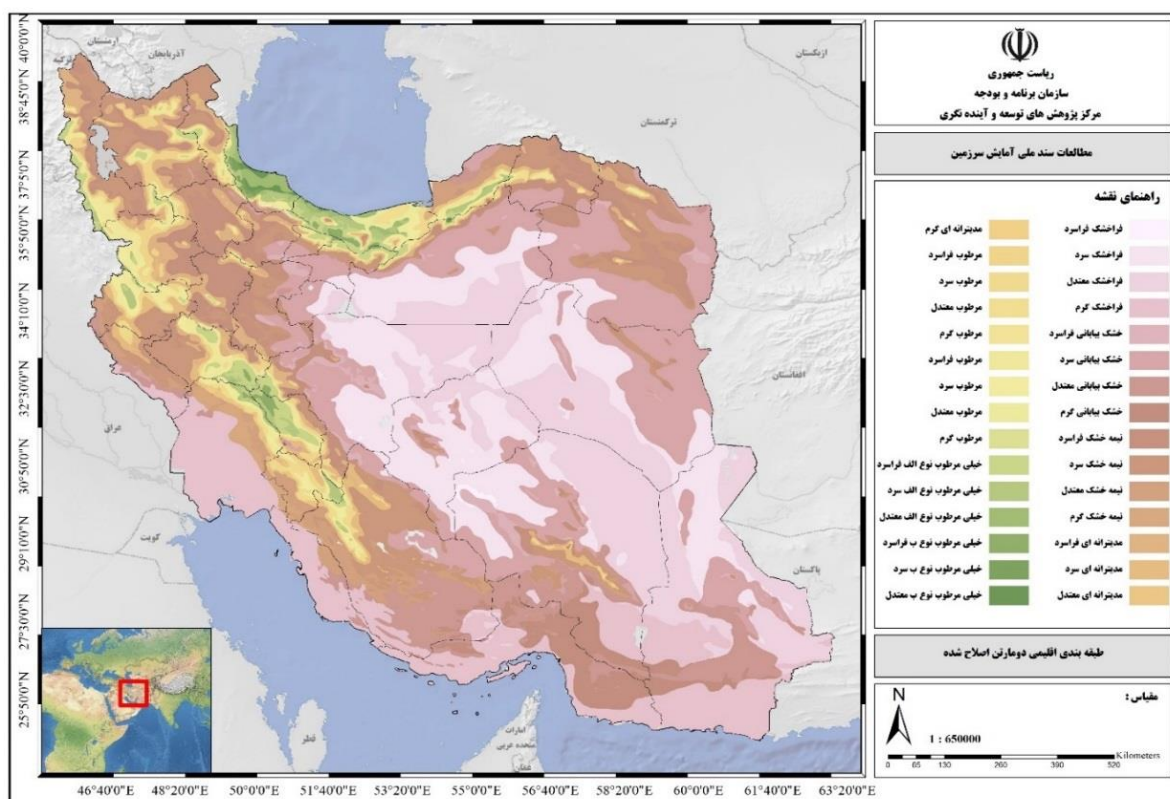 ریاست جمهوری
سازمان برنامه و بودجه
مرکز پژوهش های توسعه و آینده نگری
مطالعات سند ملی آمایش سرزمین
راهنمای نقشه
فراخشک فراسرد
فراخشک سرد
فراخشک معتدل
فراخشک گرم
خشک بیابانی فراسرد
خشک بیابانی سرد
خشک بیابانی معتدل
خشک بیابانی گرم
نیمه خشک فراسرد
نیمه خشک سرد
نیمه خشک معتدل
نیمه خشک گرم
مدیترانه ای فراسرد
مدیترانه ای سرد
مدیترانه ای معتدل
مدیترانه ای گرم
مرطوب فراسرد
مرطوب سرد
مرطوب معتدل
مرطوب گرم
مرطوب فراسرد
مرطوب سرد
مرطوب معتدل
مرطوب گرم
خیلی مرطوب نوع الف فراسرد
خیلی مرطوب نوع الف سرد
خیلی مرطوب نوع الف معتدل
خیلی مرطوب نوع ب فراسرد
خیلی مرطوب نوع ب سرد
خیلی مرطوب نوع ب معتدل
طبقه بندی اقلیمی دومارتن اصلاح شده
مقیاس :
N
1 : 650000
Kilometers
0 65 130 260 390 520
ارمنستان
آذربایجان
ترکیه
ازبکستان
ترکمنستان
افغانستان
عراق
کویت
پاکستان
قطر
امارات
متحده عربی
عمان
40°0'0"N
38°45'0"N
37°5'0"N
35°50'0"N
34°10'0"N
32°30'0"N
30°50'0"N
29°10'0"N
27°30'0"N
25°50'0"N
46°40'0"E 48°20'0"E 50°0'0"E 51°40'0"E 53°20'0"E 55°0'0"E 56°40'0"E 58°20'0"E 60°0'0"E 61°40'0"E 63°20'0"E